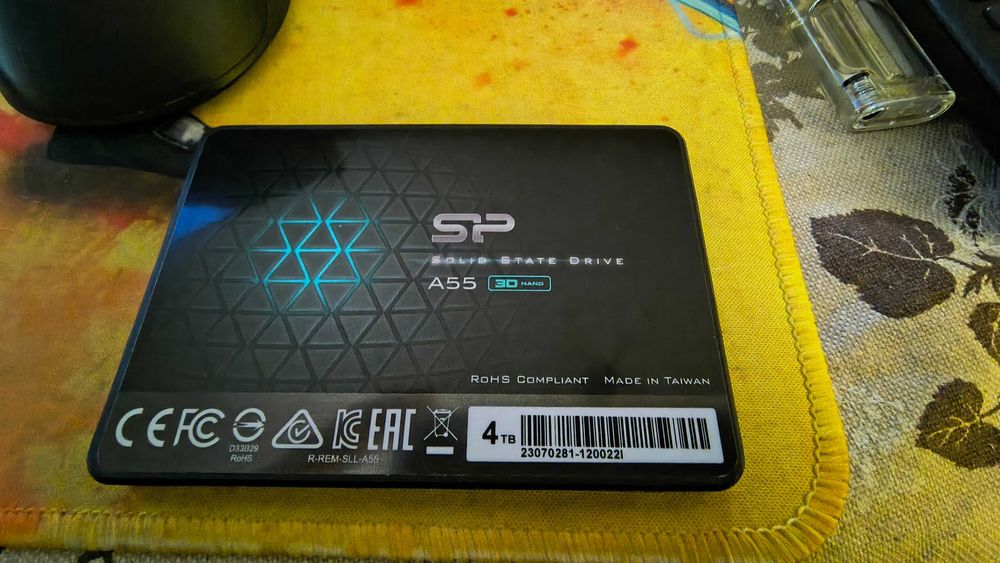 SP
SOLID STATE DRIVE
A55 3D NAND
RoHS COMPLIANT MADE IN TAIWAN
CE FC D33B29 RoHS R-REM-SLL-A55 EAC
4TB
23070281-120022I